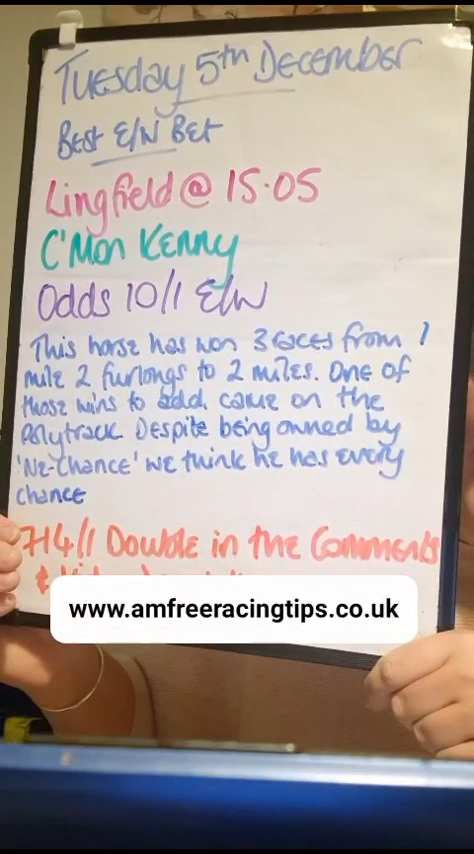 Tuesday 5th December
Best E/W Bet
Lingfield @ 15.05
C'Mon Kenny
Odds 10/1 E/W
This horse has won 3 races from 1
mile 2 furlongs to 2 miles. One of
those wins to add, came on the
Polytrack. Despite being owned by
'Ne-Chance' we think he has every
chance
714/1 Double in the Comments
www.amfreeracingtips.co.uk